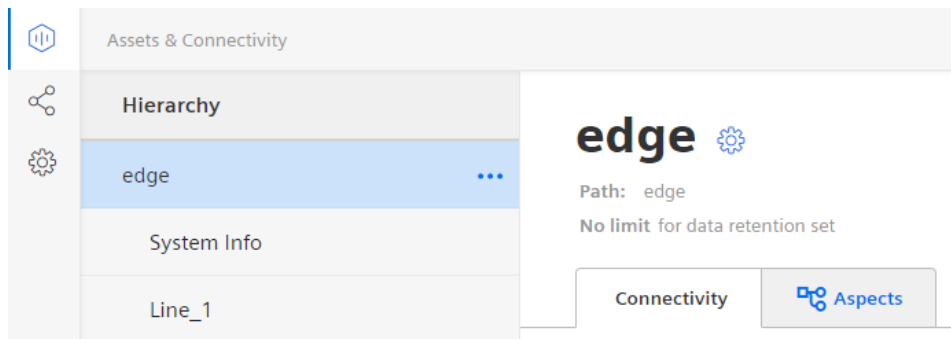 Assets & Connectivity
Hierarchy
edge
System Info
Line_1
edge
Path: edge
No limit for data retention set
Connectivity
Aspects